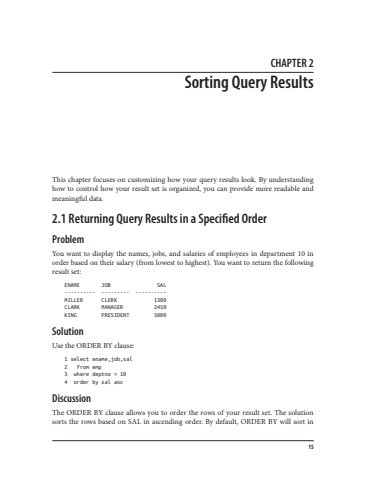 CHAPTER 2
Sorting Query Results
This chapter focuses on customizing how your query results look. By understanding
how to control how your result set is organized, you can provide more readable and
meaningful data.
2.1 Returning Query Results in a Specified Order
Problem
You want to display the names, jobs, and salaries of employees in department 10 in
order based on their salary (from lowest to highest). You want to return the following
result set:
ENAME JOB SAL
---------- --------- ----------
MILLER CLERK 1300
CLARK MANAGER 2450
KING PRESIDENT 5000
Solution
Use the ORDER BY clause:
1 select ename,job,sal
2 from emp
3 where deptno = 10
4 order by sal asc
Discussion
The ORDER BY clause allows you to order the rows of your result set. The solution
sorts the rows based on SAL in ascending order. By default, ORDER BY will sort in
15